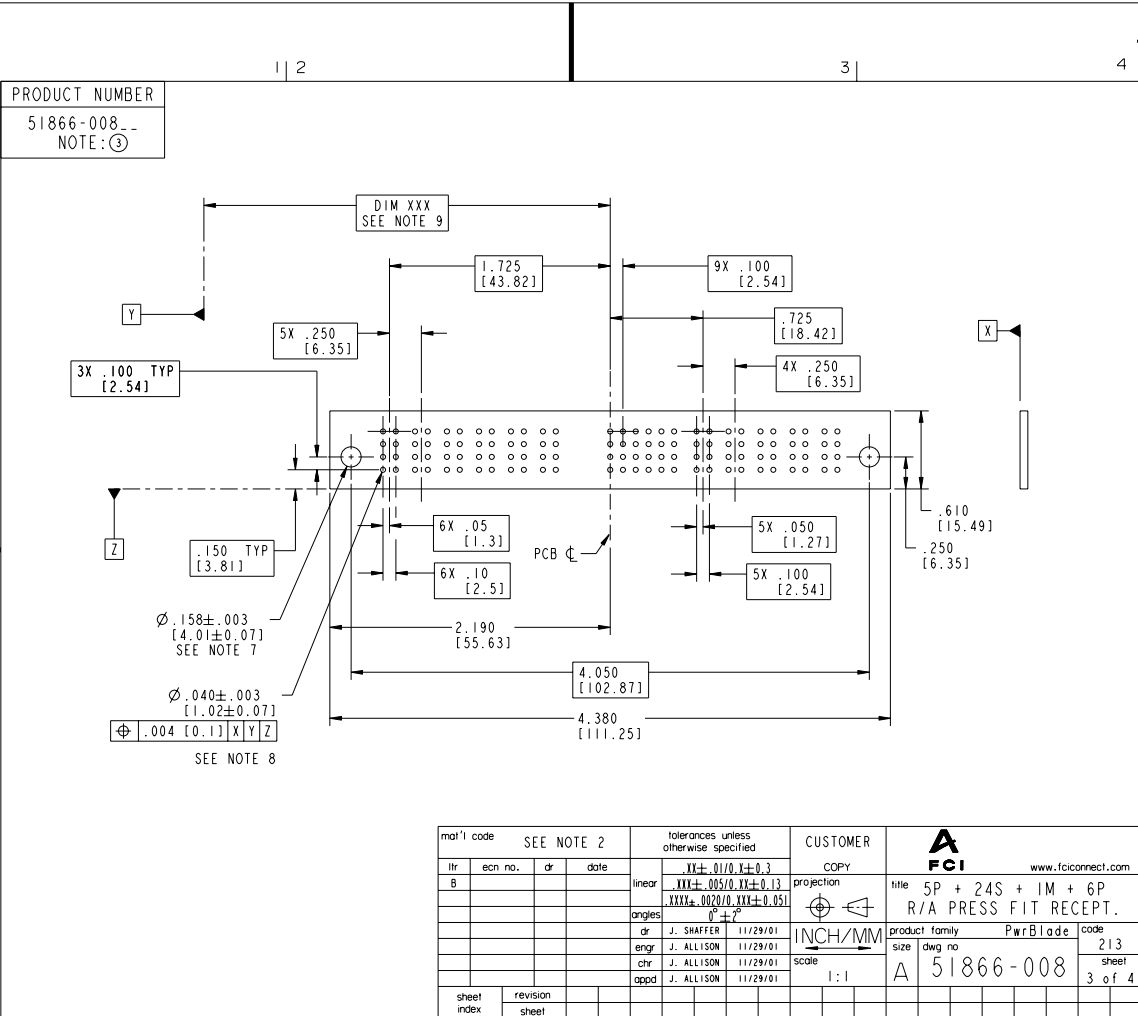 1 2
3
4
PRODUCT NUMBER
51866-008__
NOTE:③
DIM XXX
SEE NOTE 9
1.725
[43.82]
9X .100
[2.54]
Y
5X .250
[6.35]
.725
[18.42]
X
3X .100 TYP
[2.54]
4X .250
[6.35]
Z
.150 TYP
[3.81]
6X .05
[1.3]
PCB ℄
5X .050
[1.27]
.610
[15.49]
.250
[6.35]
6X .10
[2.5]
5X .100
[2.54]
Ø.158±.003
[4.01±0.07]
SEE NOTE 7
2.190
[55.63]
4.050
[102.87]
Ø.040±.003
[1.02±0.07]
⌖ .004 [0.1] X Y Z
SEE NOTE 8
4.380
[111.25]
mat'l code SEE NOTE 2
tolerances unless
otherwise specified
CUSTOMER
COPY
FCI
www.fciconnect.com
ltr ecn no. dr date
B
linear
.XX±.01/0.X±0.3
.XXX±.005/0.XX±0.13
.XXXX±.0020/0.XXX±0.051
angles 0°±2°
projection
title 5P + 24S + 1M + 6P
R/A PRESS FIT RECEPT.
dr J. SHAFFER 11/29/01
engr J. ALLISON 11/29/01
chr J. ALLISON 11/29/01
appd J. ALLISON 11/29/01
INCH/MM
scale
1:1
product family PwrBlade
code
213
size
A
dwg no
51866-008
sheet
3 of 4
sheet
index
revision
sheet